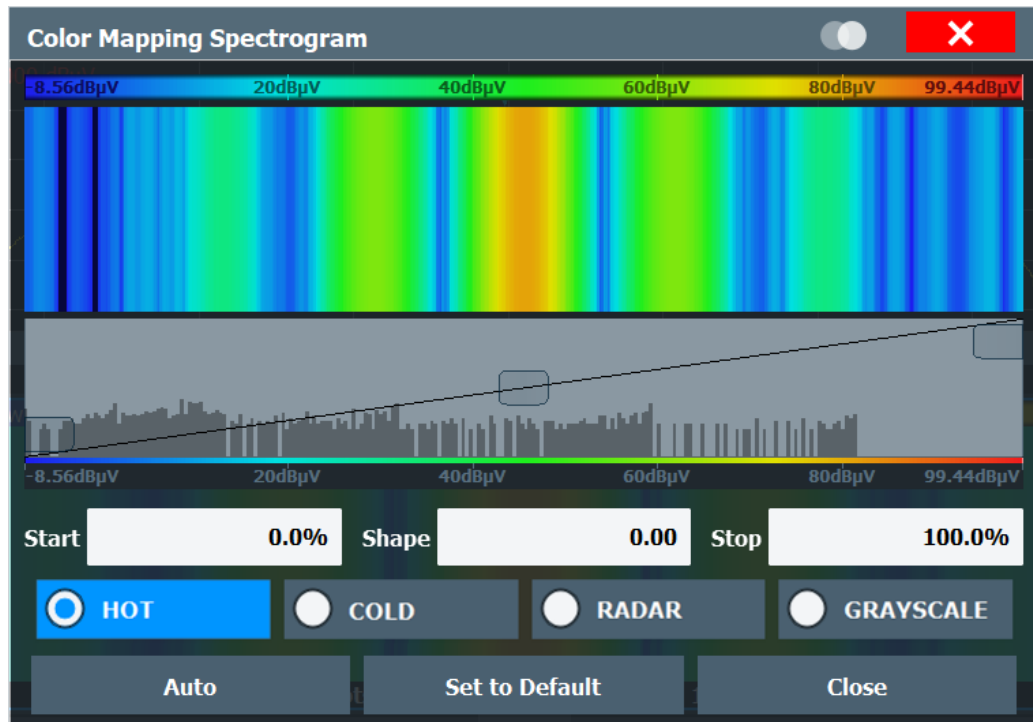 Color Mapping Spectrogram
-8.56dBµV 20dBµV 40dBµV 60dBµV 80dBµV 99.44dBµV
-8.56dBµV 20dBµV 40dBµV 60dBµV 80dBµV 99.44dBµV
Start 0.0% Shape 0.00 Stop 100.0%
HOT COLD RADAR GRAYSCALE
Auto Set to Default Close